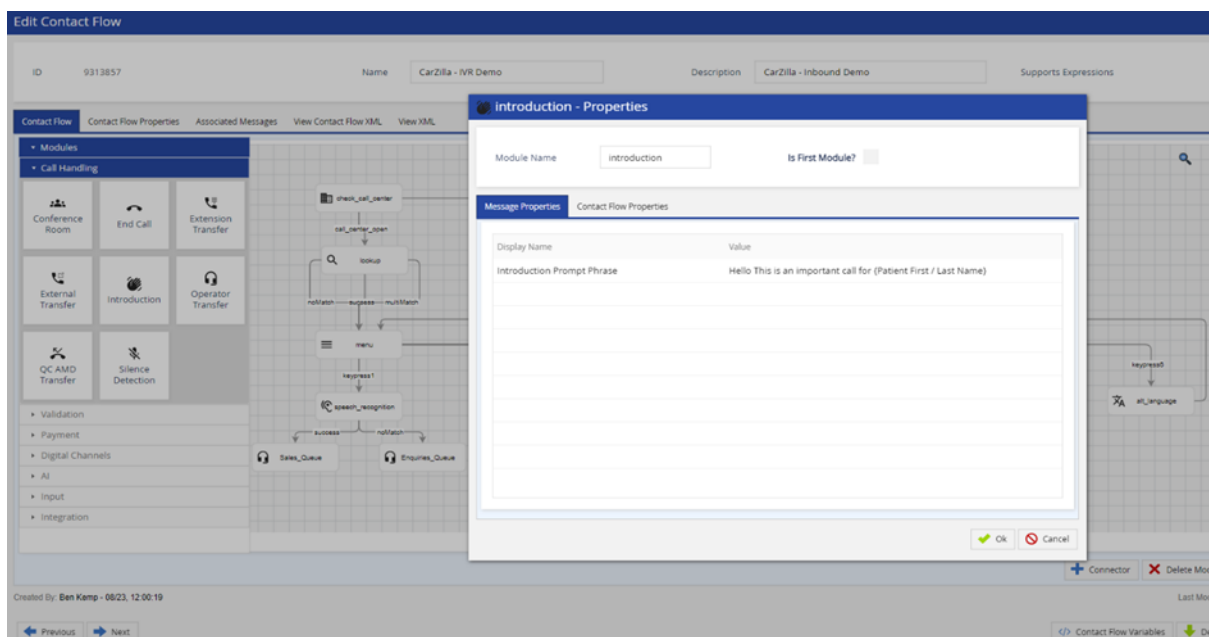 Edit Contact Flow
ID 9313857 Name CarZilla - IVR Demo Description CarZilla - Inbound Demo Supports Expressions
introduction - Properties
Module Name introduction Is First Module?
Message Properties Contact Flow Properties
Display Name Value
Introduction Prompt Phrase Hello This is an important call for {Patient First / Last Name}
Ok Cancel
Contact Flow Contact Flow Properties Associated Messages View Contact Flow XML View XML
Modules
Call Handling
Conference Room
End Call
Extension Transfer
External Transfer
Introduction
Operator Transfer
QC AMD Transfer
Silence Detection
Validation
Payment
Digital Channels
AI
Input
Integration
check_call_center
call_center_open
lookup
noMatch success multiMatch
menu
keypress1
speech_recognition
success noMatch
Sales_Queue Enquiries_Queue
keypress5
alt_language
Connector Delete Mo
Created By: Ben Kemp - 08/23, 12:00:19 Last Mo
Previous Next Contact Flow Variables D